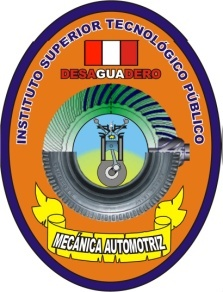 INSTITUTO SUPERIOR TECNOLÓGICO PÚBLICO
DESAGUADERO
MECÁNICA AUTOMOTRIZ